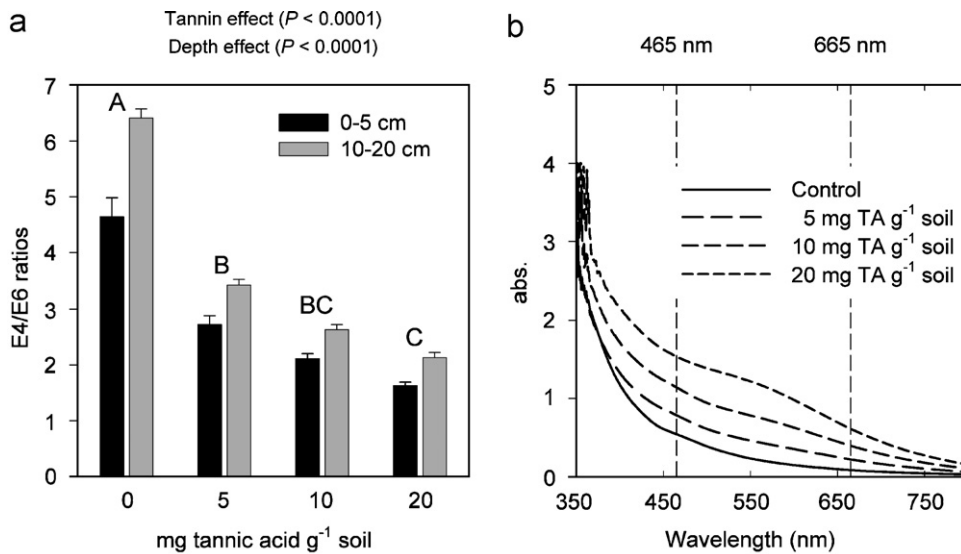 a
Tannin effect (P < 0.0001)
Depth effect (P < 0.0001)
7
6
5
4
3
2
1
0
E4/E6 ratios
A
B
BC
C
0-5 cm
10-20 cm
0 5 10 20
mg tannic acid g⁻¹ soil
b
465 nm 665 nm
5
4
3
2
1
0
abs.
Control
5 mg TA g⁻¹ soil
10 mg TA g⁻¹ soil
20 mg TA g⁻¹ soil
350 450 550 650 750
Wavelength (nm)